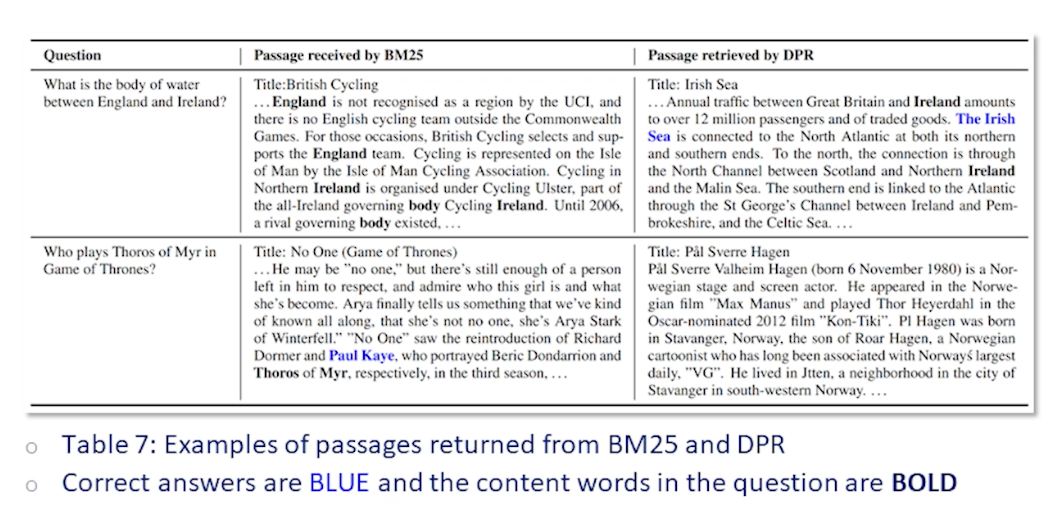 Question
Passage received by BM25
Passage retrieved by DPR
What is the body of water
between England and Ireland?
Title:British Cycling
...England is not recognised as a region by the UCI, and
there is no English cycling team outside the Commonwealth
Games. For those occasions, British Cycling selects and sup-
ports the England team. Cycling is represented on the Isle
of Man by the Isle of Man Cycling Association. Cycling in
Northern Ireland is organised under Cycling Ulster, part of
the all-Ireland governing body Cycling Ireland. Until 2006,
a rival governing body existed, ...
Title: Irish Sea
...Annual traffic between Great Britain and Ireland amounts
to over 12 million passengers and of traded goods. The Irish
Sea is connected to the North Atlantic at both its northern
and southern ends. To the north, the connection is through
the North Channel between Scotland and Northern Ireland
and the Malin Sea. The southern end is linked to the Atlantic
through the St George's Channel between Ireland and Pem-
brokeshire, and the Celtic Sea. ...
Who plays Thoros of Myr in
Game of Thrones?
Title: No One (Game of Thrones)
...He may be "no one," but there's still enough of a person
left in him to respect, and admire who this girl is and what
she's become. Arya finally tells us something that we've kind
of known all along, that she's not no one, she's Arya Stark
of Winterfell." "No One" saw the reintroduction of Richard
Dormer and Paul Kaye, who portrayed Beric Dondarrion and
Thoros of Myr, respectively, in the third season, ...
Title: Pål Sverre Hagen
Pål Sverre Valheim Hagen (born 6 November 1980) is a Nor-
wegian stage and screen actor. He appeared in the Norwe-
gian film "Max Manus" and played Thor Heyerdahl in the
Oscar-nominated 2012 film "Kon-Tiki". Pl Hagen was born
in Stavanger, Norway, the son of Roar Hagen, a Norwegian
cartoonist who has long been associated with Norwayś largest
daily, "VG". He lived in Jtten, a neighborhood in the city of
Stavanger in south-western Norway. ...
○ Table 7: Examples of passages returned from BM25 and DPR
○ Correct answers are BLUE and the content words in the question are BOLD